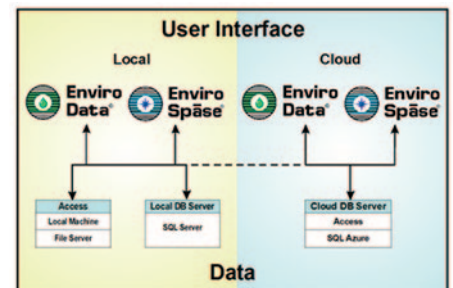 User Interface
Local
Cloud
Enviro Data®
Enviro Spāse®
Enviro Data®
Enviro Spāse®
Access
Local Machine
File Server
Local DB Server
SQL Server
Cloud DB Server
Access
SQL Azure
Data